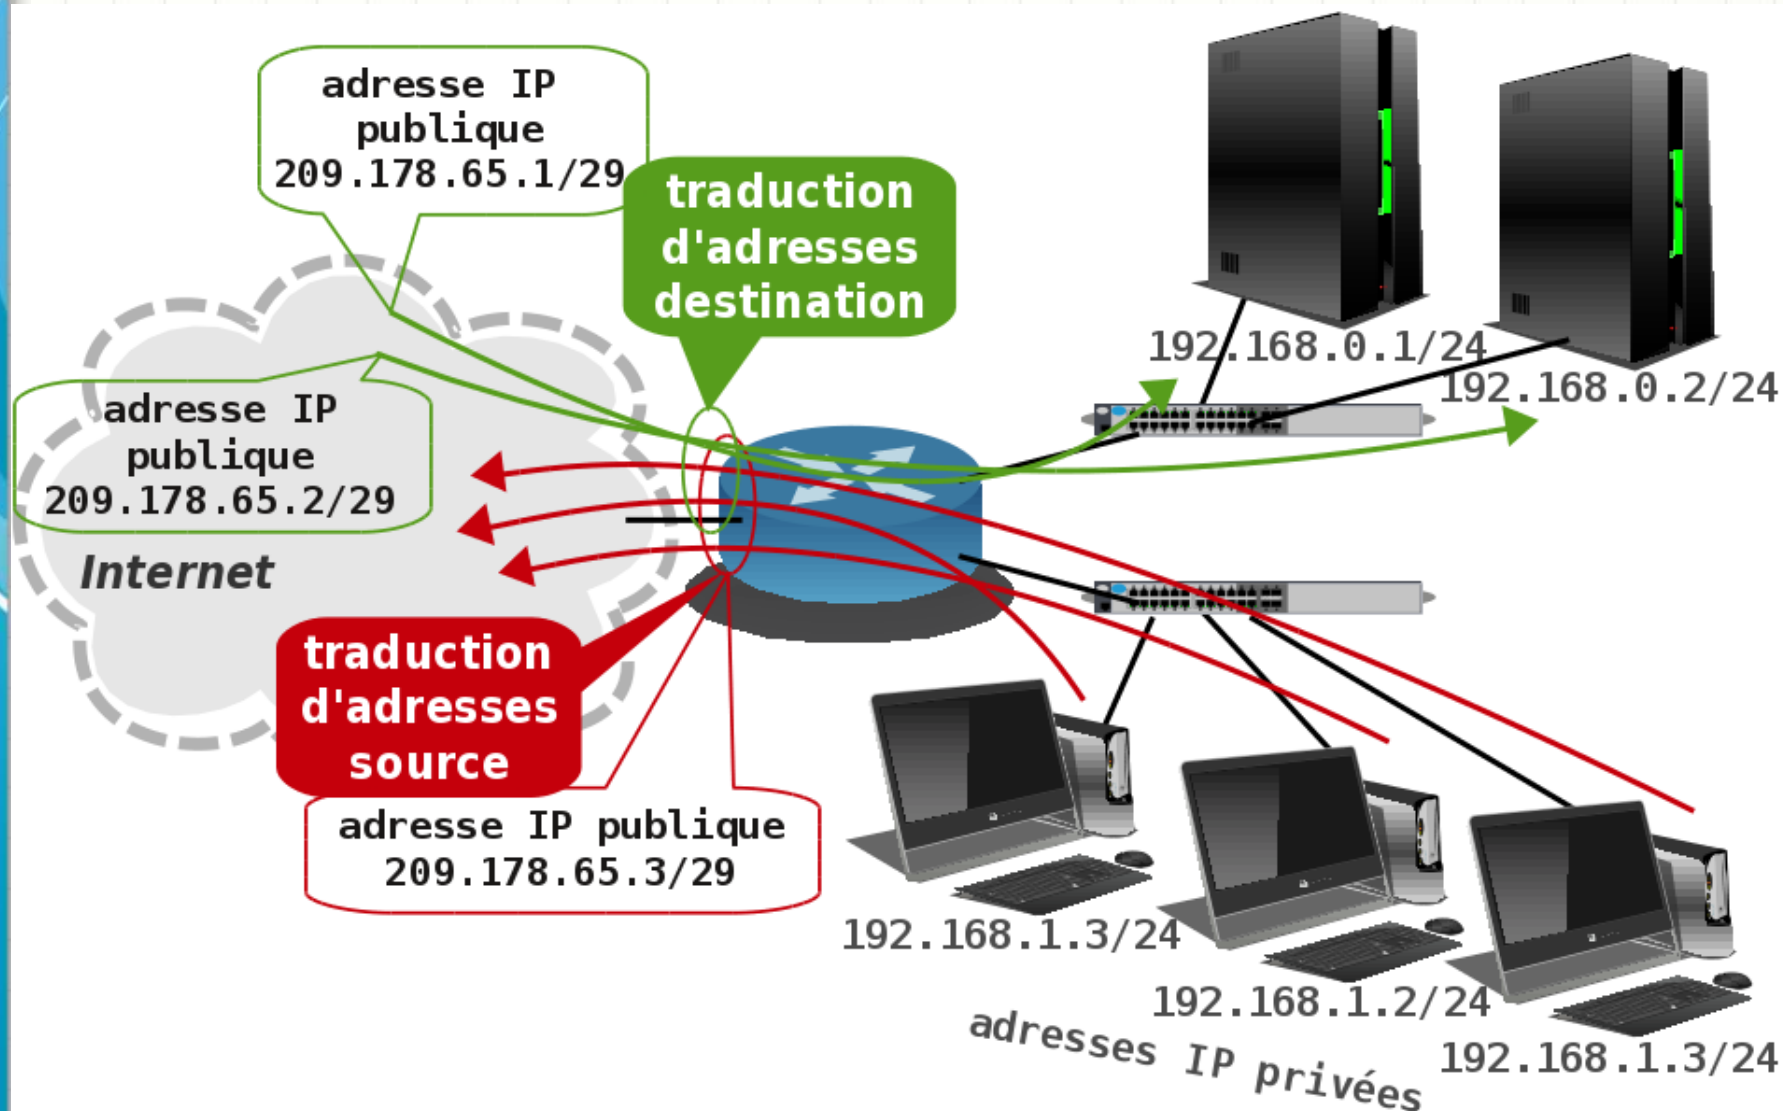 adresse IP
publique
209.178.65.1/29
traduction
d'adresses
destination
192.168.0.1/24
192.168.0.2/24
adresse IP
publique
209.178.65.2/29
Internet
traduction
d'adresses
source
adresse IP publique
209.178.65.3/29
192.168.1.3/24
192.168.1.2/24
192.168.1.3/24
adresses IP privées